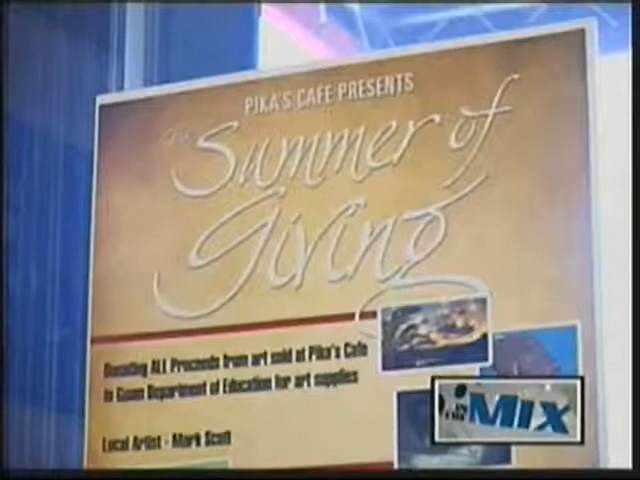 PIKA'S CAFE PRESENTS
The Summer of
Giving
Donating ALL Proceeds from art sold at Pika's Cafe
to Guam Department of Education for art supplies
Local Artist - Mark Scott
MIX